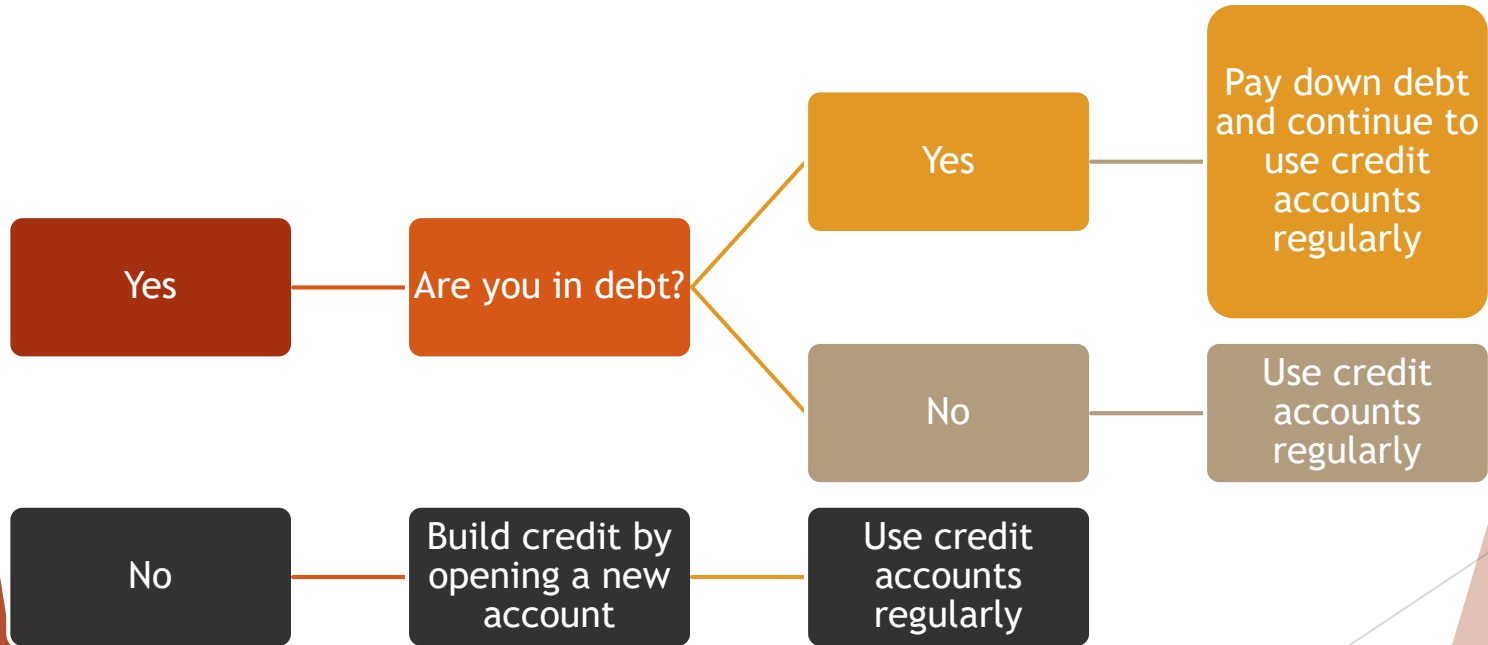 Yes
Are you in debt?
Yes
Pay down debt
and continue to
use credit
accounts
regularly
No
Use credit
accounts
regularly
No
Build credit by
opening a new
account
Use credit
accounts
regularly